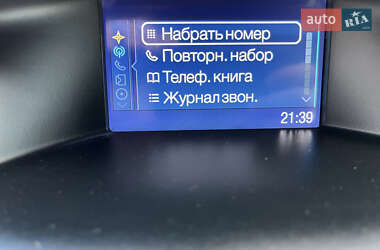 auto RIA
Набрать номер
Повторн. набор
Телеф. книга
Журнал звон.
21:39